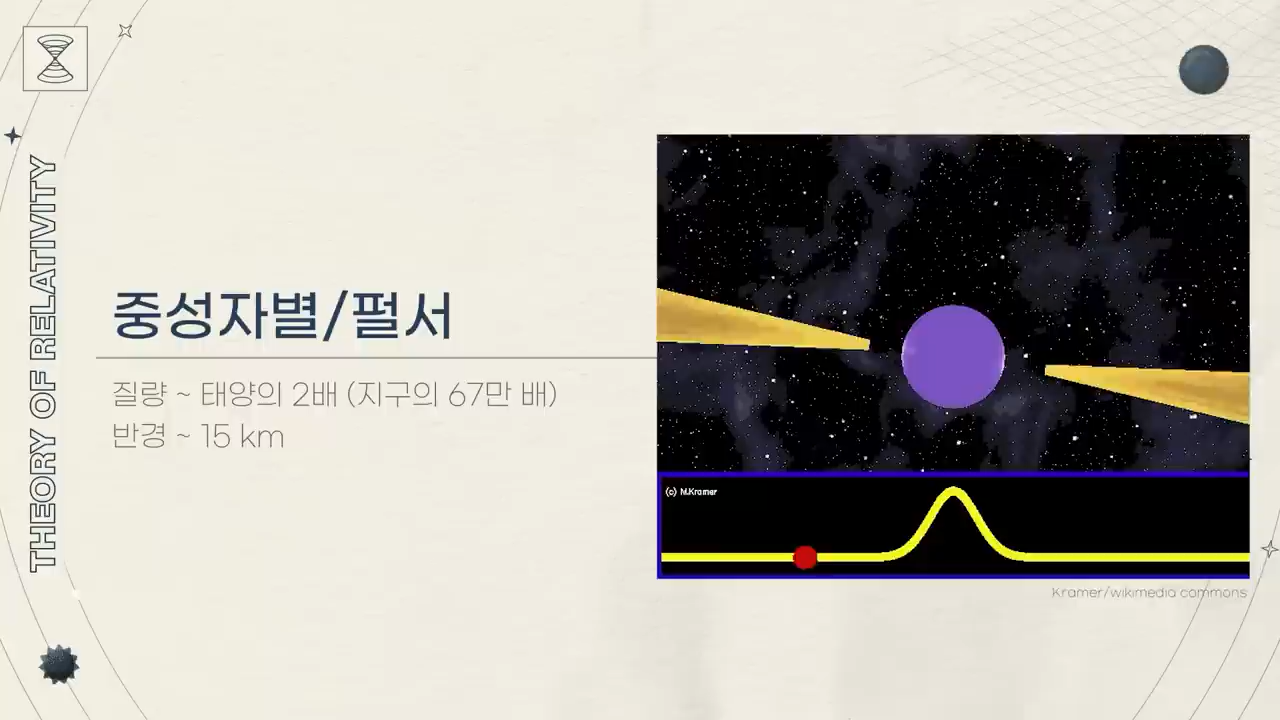 THEORY OF RELATIVITY
중성자별/펄서
질량 ~ 태양의 2배 (지구의 67만 배)
반경 ~ 15 km
(c) M.Kramer
Kramer/wikimedia commons